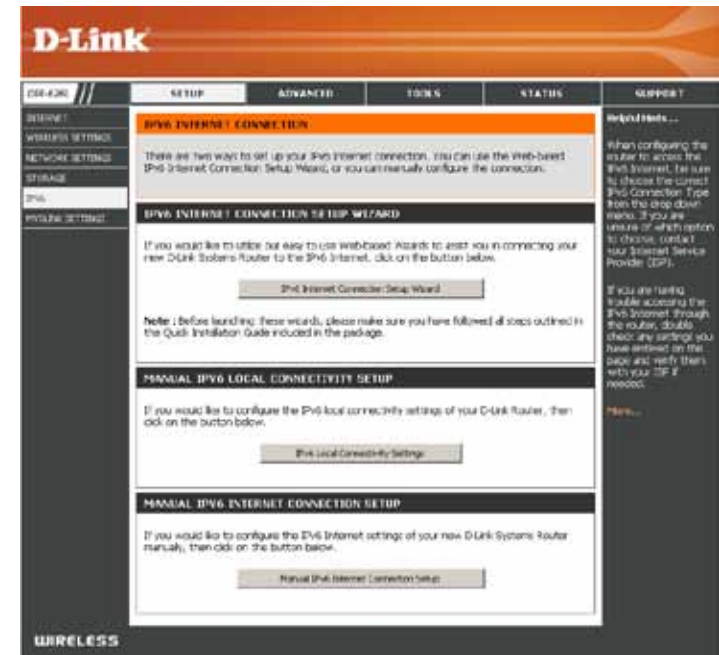 D-Link
SETUP ADVANCED TOOLS STATUS SUPPORT
INTERNET
WIRELESS SETTINGS
NETWORK SETTINGS
STORAGE
IPV6
MYDLINK SETTINGS
IPV6 INTERNET CONNECTION
There are two ways to set up your IPv6 Internet connection. You can use the Web-based
IPv6 Internet Connection Setup Wizard, or you can manually configure the connection.
IPV6 INTERNET CONNECTION SETUP WIZARD
If you would like to utilize our easy to use Web-based Wizards to assist you in connecting your
new D-Link Systems Router to the IPv6 Internet, click on the button below.
IPv6 Internet Connection Setup Wizard
Note : Before launching these wizards, please make sure you have followed all steps outlined in
the Quick Installation Guide included in the package.
MANUAL IPV6 LOCAL CONNECTIVITY SETUP
If you would like to configure the IPv6 local connectivity settings of your D-Link Router, then
click on the button below.
IPv6 Local Connectivity Settings
MANUAL IPV6 INTERNET CONNECTION SETUP
If you would like to configure the IPv6 Internet settings of your new D-Link Systems Router
manually, then click on the button below.
Manual IPv6 Internet Connection Setup
Helpful Hints...
When configuring the
router to access the
IPv6 Internet, be sure
to choose the correct
IPv6 Connection Type
from the drop down
menu. If you are
unsure of which option
to choose, contact
your Internet Service
Provider (ISP).
If you are having
trouble accessing the
IPv6 Internet through
the router, double
check any settings you
have entered on this
page and verify them
with your ISP if
needed.
More...
WIRELESS